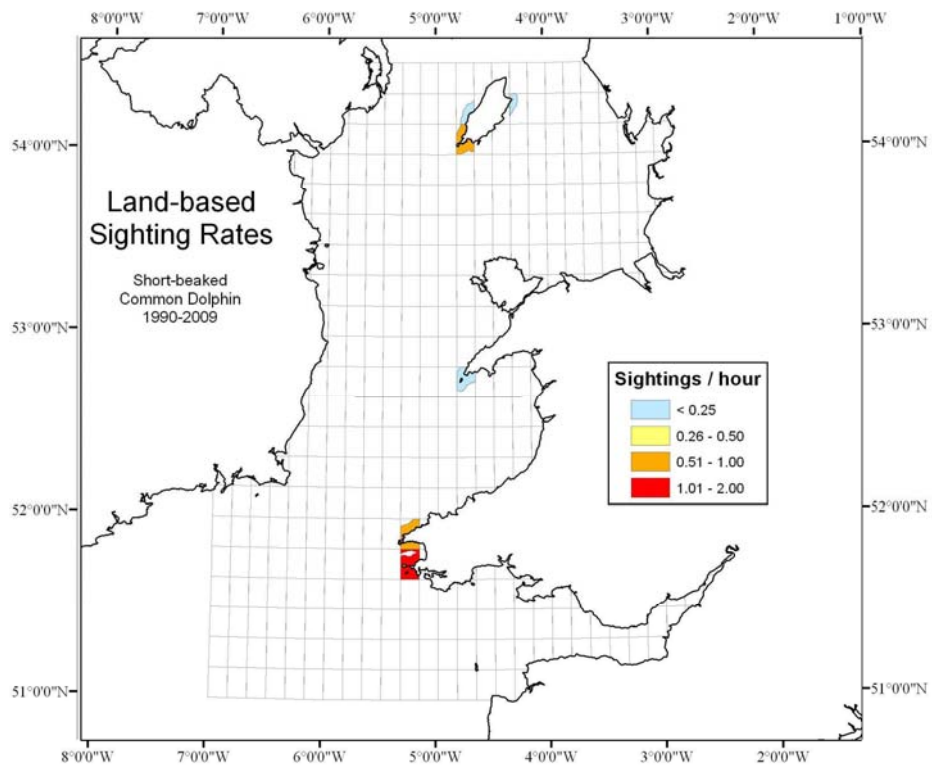 8°0'0"W 7°0'0"W 6°0'0"W 5°0'0"W 4°0'0"W 3°0'0"W 2°0'0"W 1°0'0"W
54°0'0"N 54°0'0"N
Land-based
Sighting Rates
Short-beaked
Common Dolphin
1990-2009
53°0'0"N 53°0'0"N
Sightings / hour
< 0.25
0.26 - 0.50
0.51 - 1.00
1.01 - 2.00
52°0'0"N 52°0'0"N
51°0'0"N 51°0'0"N
8°0'0"W 7°0'0"W 6°0'0"W 5°0'0"W 4°0'0"W 3°0'0"W 2°0'0"W 1°0'0"W